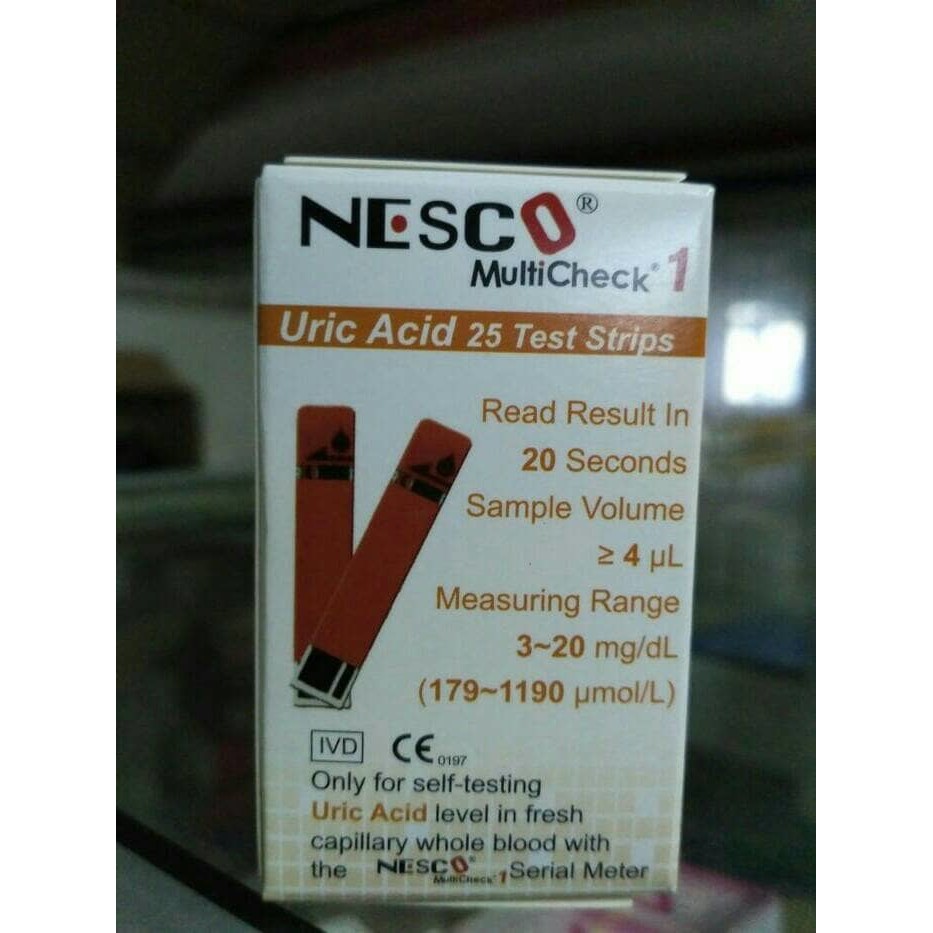 NESCO®
MultiCheck® 1
Uric Acid 25 Test Strips
Read Result In
20 Seconds
Sample Volume
≥ 4 µL
Measuring Range
3~20 mg/dL
(179~1190 µmol/L)
IVD CE 0197
Only for self-testing
Uric Acid level in fresh
capillary whole blood with
the NESCO® MultiCheck® 1 Serial Meter